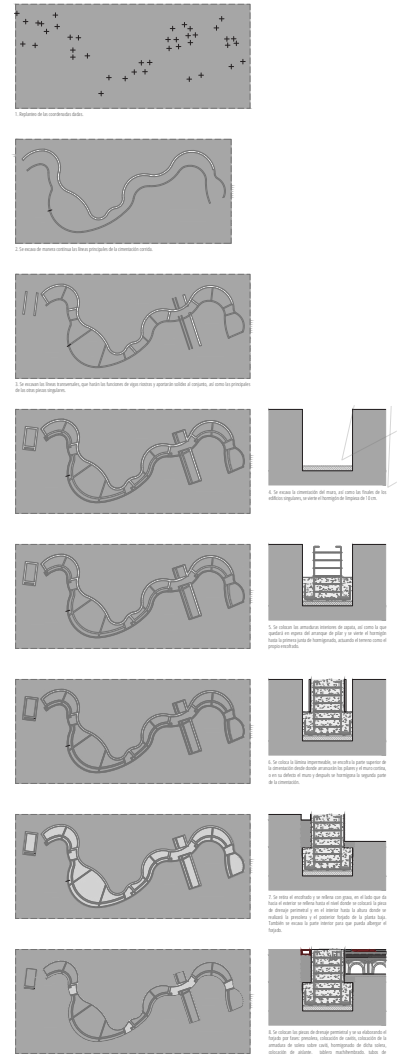 1. Replanteo de las coordenadas dadas.
2. Se excava de manera continua las líneas principales de la cimentación corrida.
3. Se excavan las líneas transversales, que harán las funciones de vigas riostras y aportarán solidez al conjunto, así como las principales
de las otras piezas singulares.
4. Se excava la cimentación del muro, así como las finales de los
edificios singulares, se vierte el hormigón de limpieza de 10 cm.
5. Se colocan las armaduras inferiores de zapata, así como la que
quedará en espera del arranque de pilar y se vierte el hormigón
hasta la primera junta de hormigonado, actuando el terreno como el
propio encofrado.
6. Se coloca la lámina impermeable, se encofra la parte superior de
la cimentación desde donde arrancarán los pilares y el muro cortina,
o en su defecto el muro y después se hormigona la segunda parte
de la cimentación.
7. Se retira el encofrado y se rellena con grava, en el lado que da
hacia el exterior se rellena hasta el nivel donde se colocará la pieza
de drenaje perimetral y en el interior hasta la altura donde se
realizará la presolera y el posterior forjado de la planta baja.
También se excava la parte interior para que pueda albergar el
forjado.
8. Se colocan las piezas de drenaje perimetral y se va elaborando el
forjado por fases: presolera, colocación de caviti, colocación de la
armadura de solera sobre caviti, hormigonado de dicha solera,
colocación de aislante, solera machihembrada sobre de